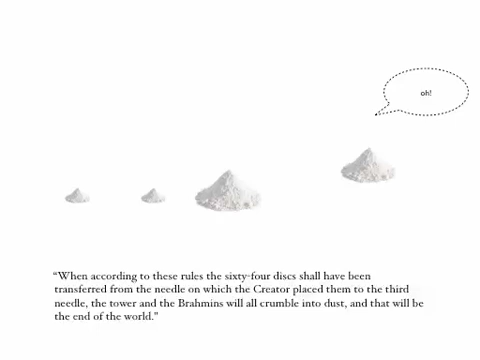 oh!
"When according to these rules the sixty-four discs shall have been
transferred from the needle on which the Creator placed them to the third
needle, the tower and the Brahmins will all crumble into dust, and that will be
the end of the world."